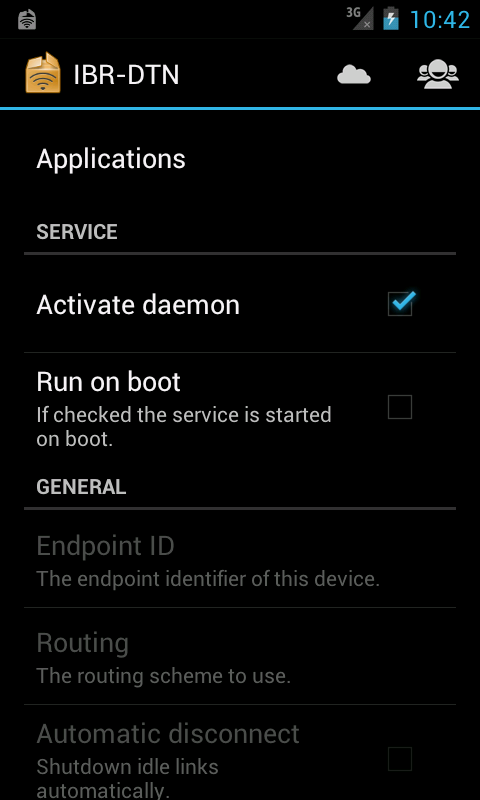 3G
10:42
IBR-DTN
Applications
SERVICE
Activate daemon
Run on boot
If checked the service is started
on boot.
GENERAL
Endpoint ID
The endpoint identifier of this device.
Routing
The routing scheme to use.
Automatic disconnect
Shutdown idle links
automatically.